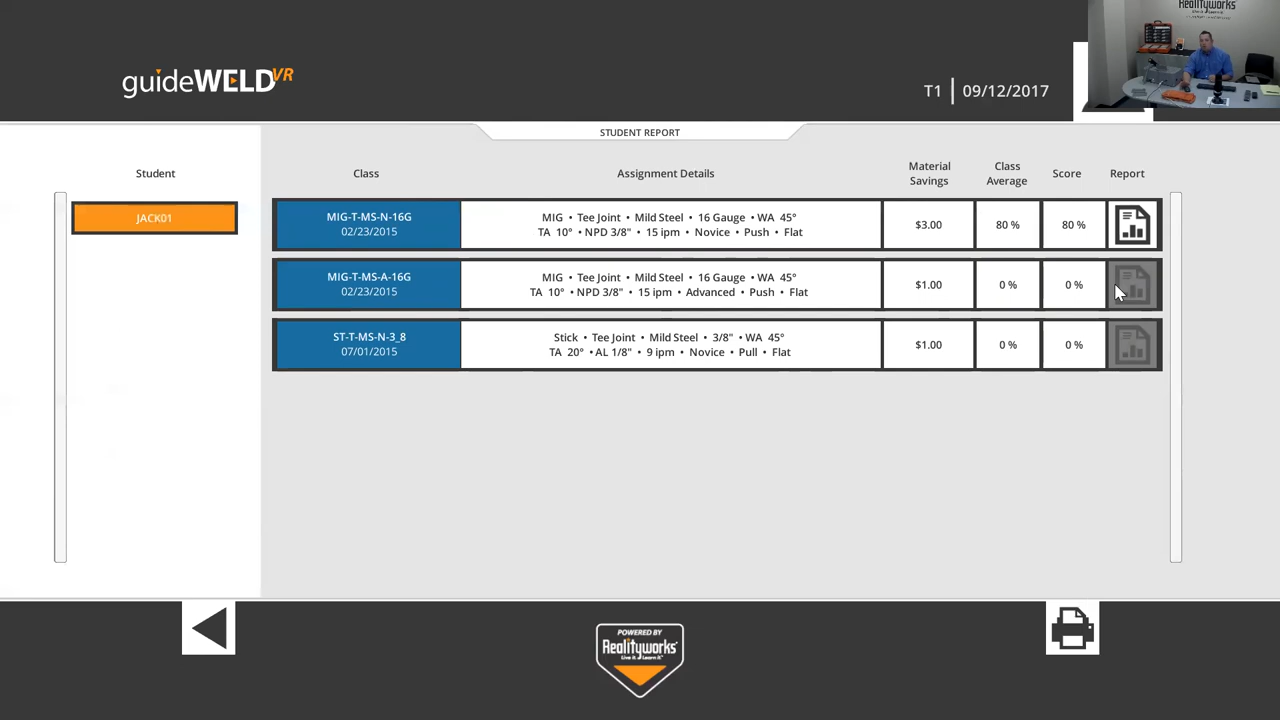 Realityworks
guideWELDVR
T1 09/12/2017
STUDENT REPORT
Student
Class
Assignment Details
Material
Savings
Class
Average
Score
Report
JACK01
MIG-T-MS-N-16G
02/23/2015
MIG • Tee Joint • Mild Steel • 16 Gauge • WA 45°
TA 10° • NPD 3/8" • 15 ipm • Novice • Push • Flat
$3.00
80 %
80 %
MIG-T-MS-A-16G
02/23/2015
MIG • Tee Joint • Mild Steel • 16 Gauge • WA 45°
TA 10° • NPD 3/8" • 15 ipm • Advanced • Push • Flat
$1.00
0 %
0 %
ST-T-MS-N-3_8
07/01/2015
Stick • Tee Joint • Mild Steel • 3/8" • WA 45°
TA 20° • AL 1/8" • 9 ipm • Novice • Pull • Flat
$1.00
0 %
0 %
POWERED BY
Realityworks
Live it. Learn it.